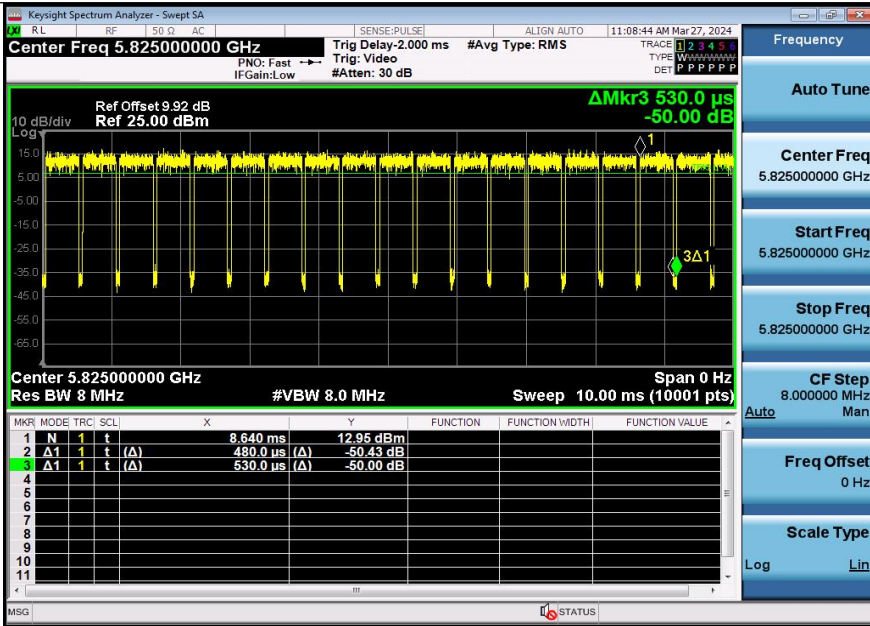 Keysight Spectrum Analyzer - Swept SA
LXI RL RF 50 Ω AC SENSE:PULSE ALIGN AUTO 11:08:44 AM Mar 27, 2024
Center Freq 5.825000000 GHz
PNO: Fast
IFGain:Low
Trig Delay-2.000 ms
Trig: Video
#Atten: 30 dB
#Avg Type: RMS
TRACE 1 2 3 4 5 6
TYPE WWWWWW
DET P P P P P P
Ref Offset 9.92 dB
10 dB/div Ref 25.00 dBm
Log
ΔMkr3 530.0 µs
-50.00 dB
15.0
5.00
-5.00
-15.0
-25.0
-35.0
-45.0
-55.0
-65.0
1
3Δ1
Center 5.825000000 GHz Span 0 Hz
Res BW 8 MHz #VBW 8.0 MHz Sweep 10.00 ms (10001 pts)
MKR MODE TRC SCL X Y FUNCTION FUNCTION WIDTH FUNCTION VALUE
1 N 1 t 8.640 ms 12.95 dBm
2 Δ1 1 t (Δ) 480.0 µs (Δ) -50.43 dB
3 Δ1 1 t (Δ) 530.0 µs (Δ) -50.00 dB
4
5
6
7
8
9
10
11
MSG STATUS
Frequency
Auto Tune
Center Freq
5.825000000 GHz
Start Freq
5.825000000 GHz
Stop Freq
5.825000000 GHz
CF Step
8.000000 MHz
Auto Man
Freq Offset
0 Hz
Scale Type
Log Lin